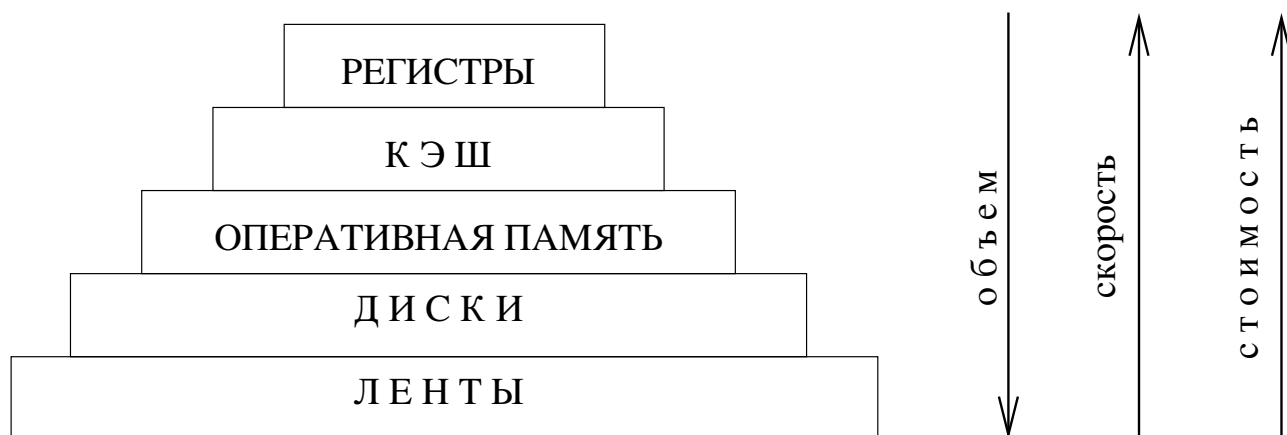 РЕГИСТРЫ
К Э Ш
ОПЕРАТИВНАЯ ПАМЯТЬ
Д И С К И
Л Е Н Т Ы
о б ъ е м
скорость
с т о и м о с т ь